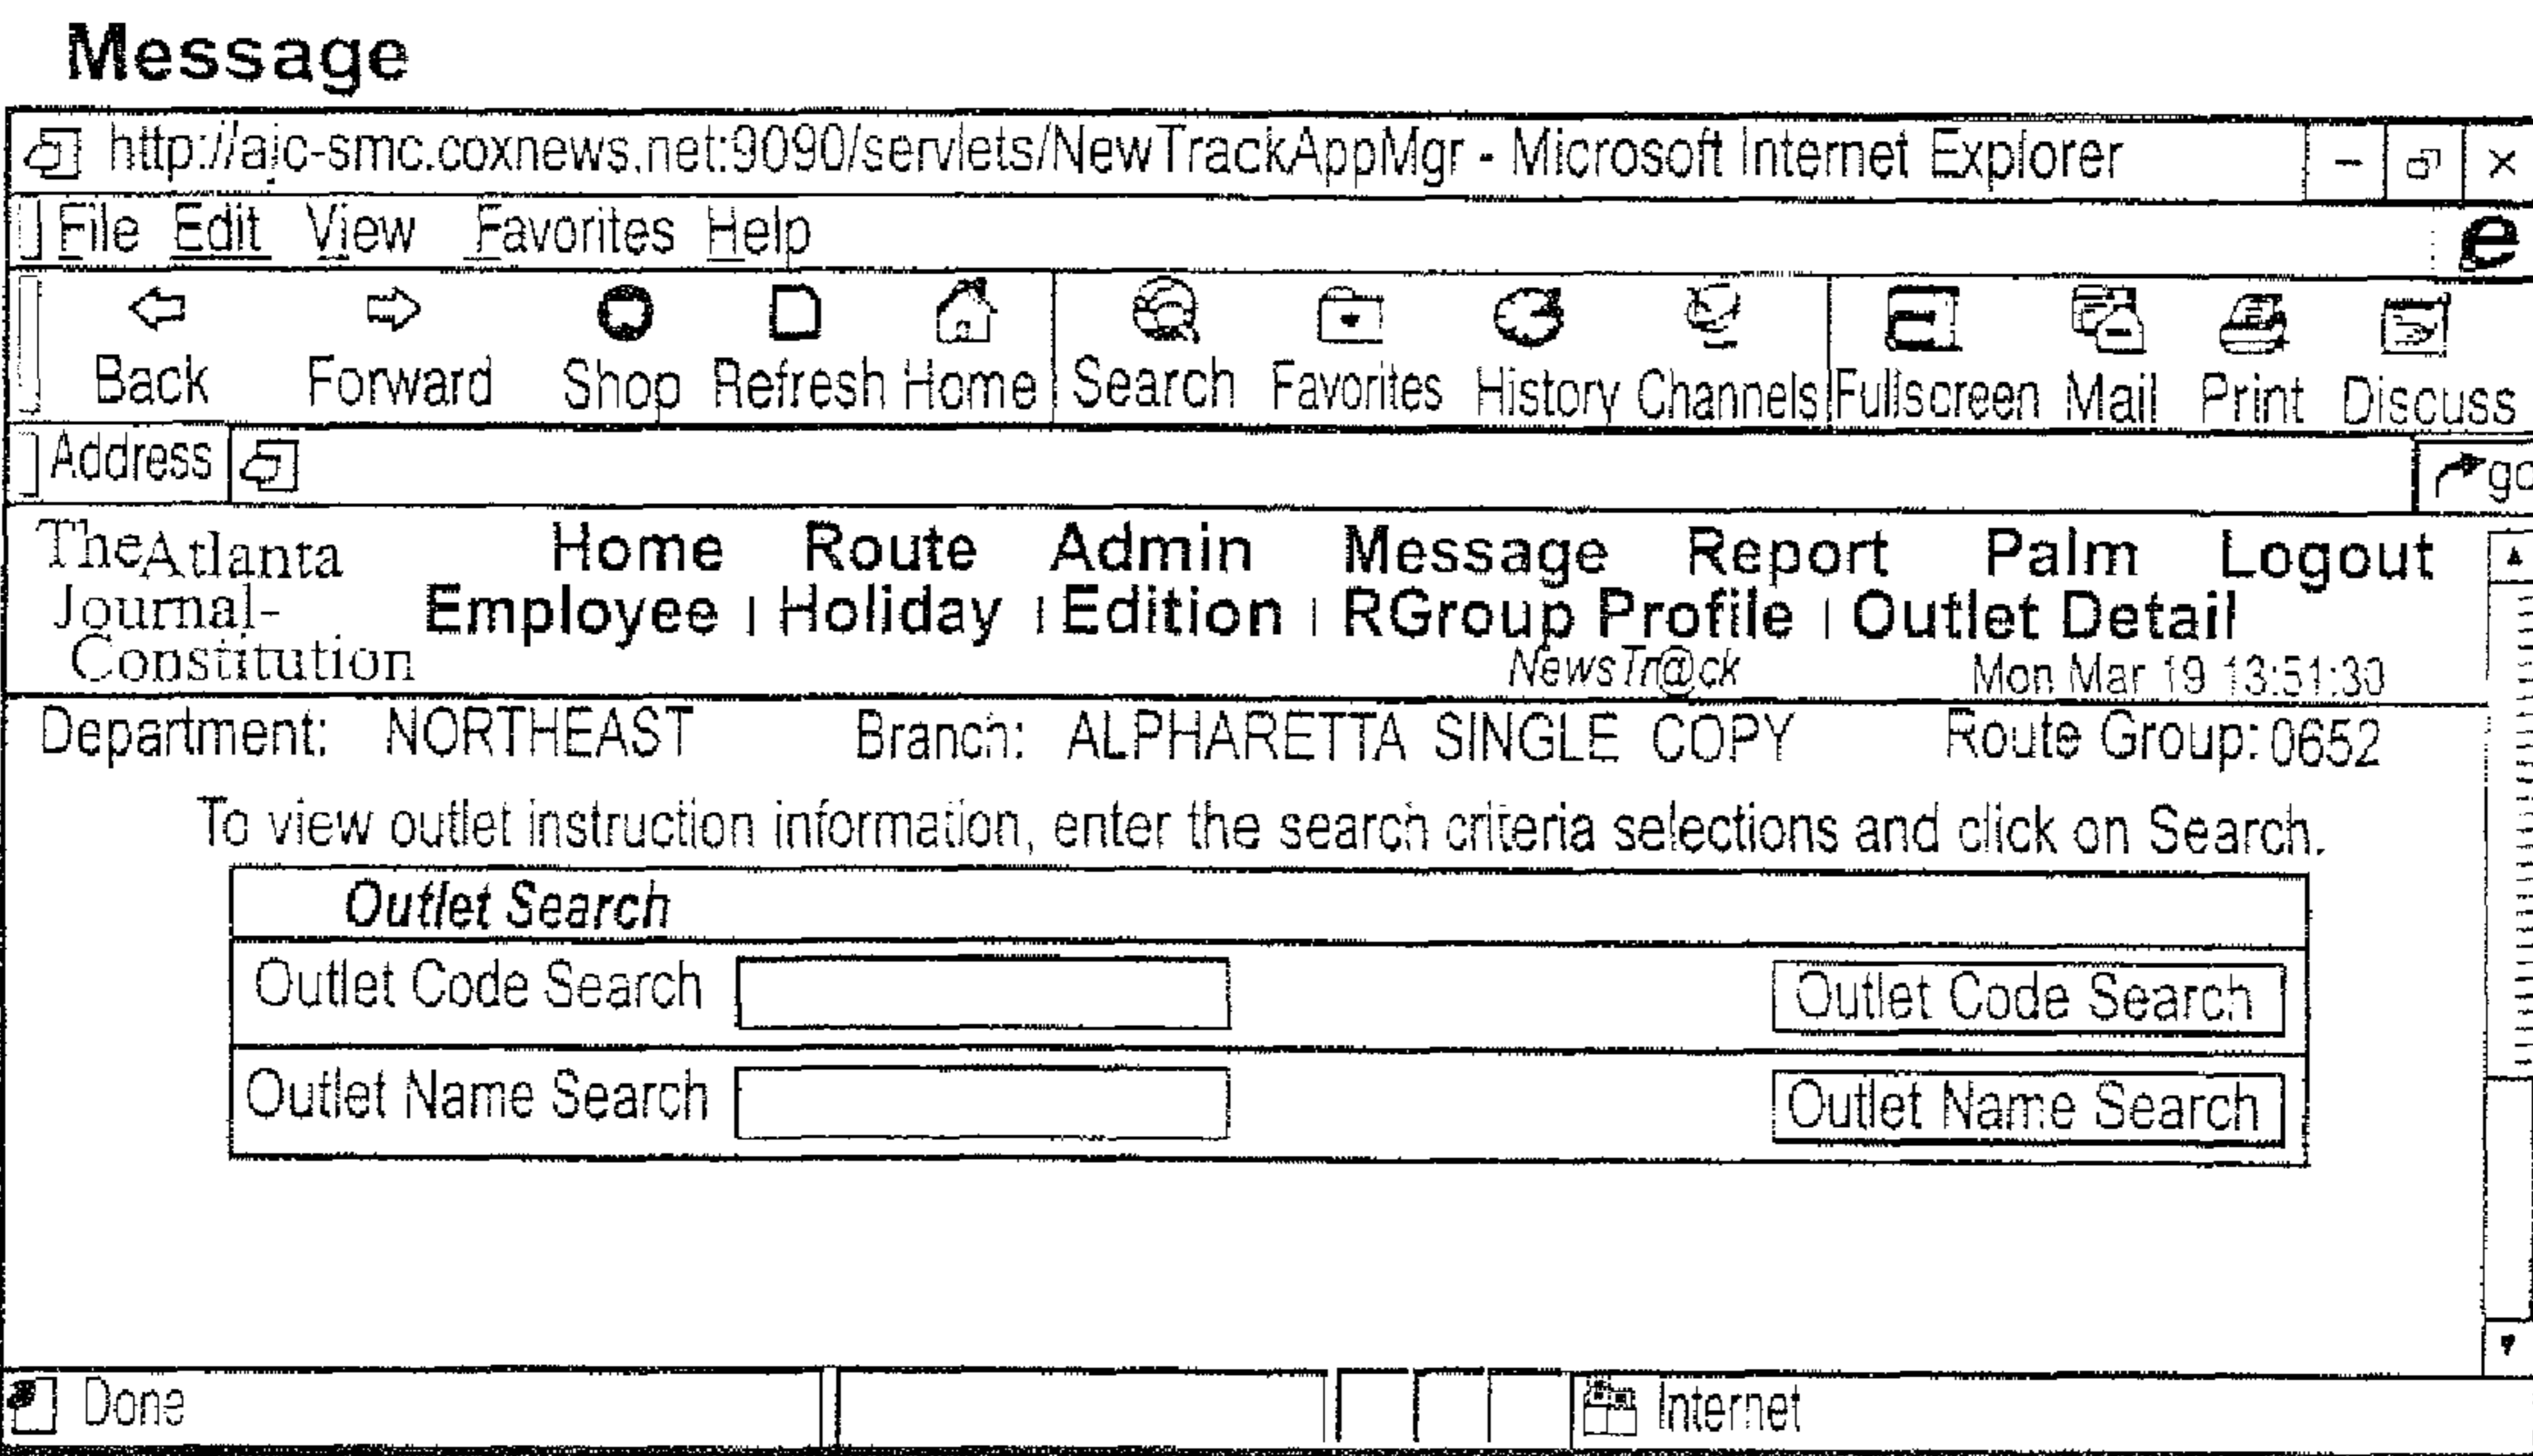 Message
http://ajc-smc.coxnews.net:9090/servlets/NewTrackAppMgr - Microsoft Internet Explorer
File Edit View Favorites Help
Back Forward Shop Refresh Home Search Favorites History Channels Fullscreen Mail Print Discuss
Address go
The Atlanta Journal-Constitution
Home Route Admin Message Report Palm Logout
Employee | Holiday | Edition | RGroup Profile | Outlet Detail
NewsTr@ck Mon Mar 19 13:51:30
Department: NORTHEAST Branch: ALPHARETTA SINGLE COPY Route Group: 0652
To view outlet instruction information, enter the search criteria selections and click on Search.
Outlet Search
Outlet Code Search Outlet Code Search
Outlet Name Search Outlet Name Search
Done Internet